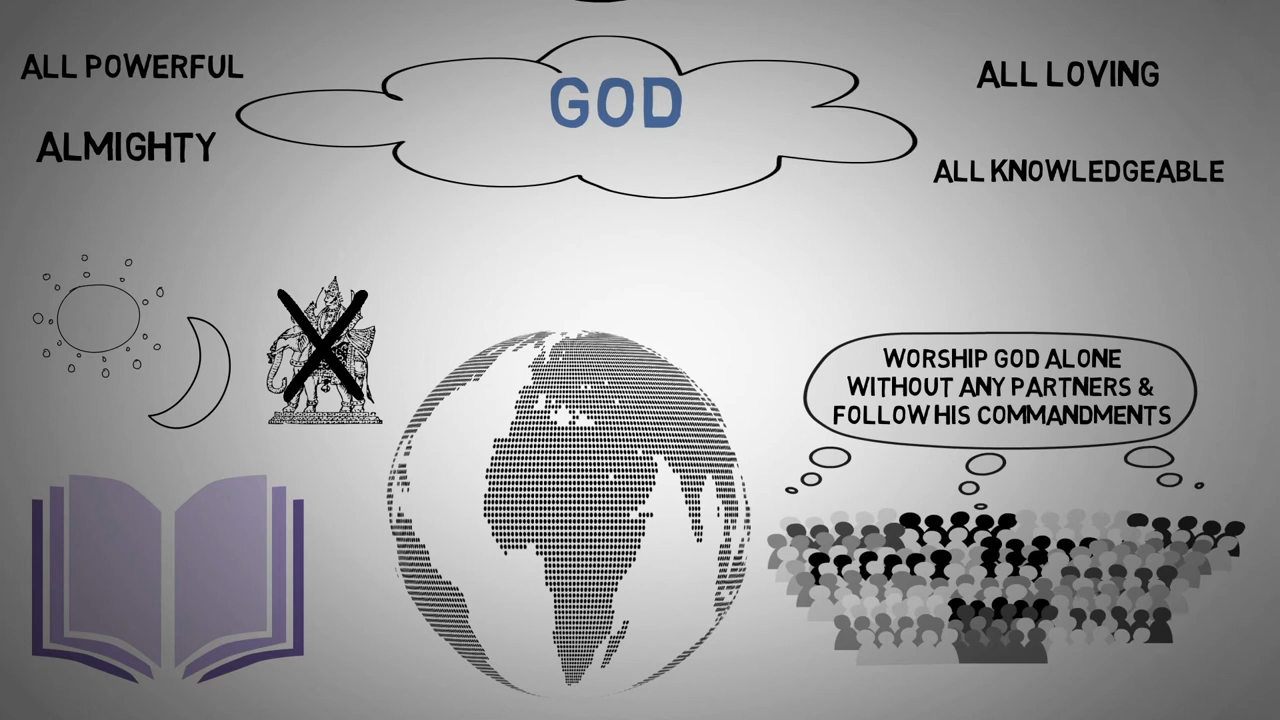 ALL POWERFUL
ALMIGHTY
GOD
ALL LOVING
ALL KNOWLEDGEABLE
WORSHIP GOD ALONE
WITHOUT ANY PARTNERS &
FOLLOW HIS COMMANDMENTS